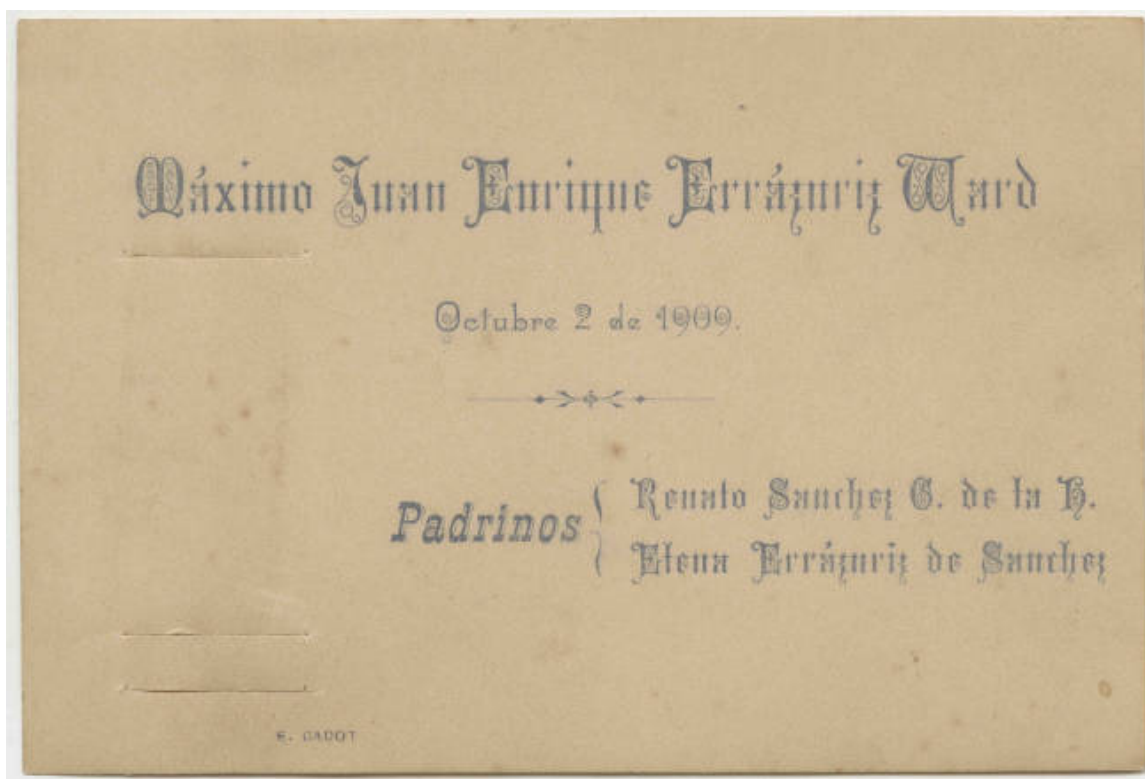 Máximo Juan Enrique Errázuriz Ward
Octubre 2 de 1909.
Padrinos
Renato Sanchez G. de la H.
Elena Errázuriz de Sanchez
E. CADOT